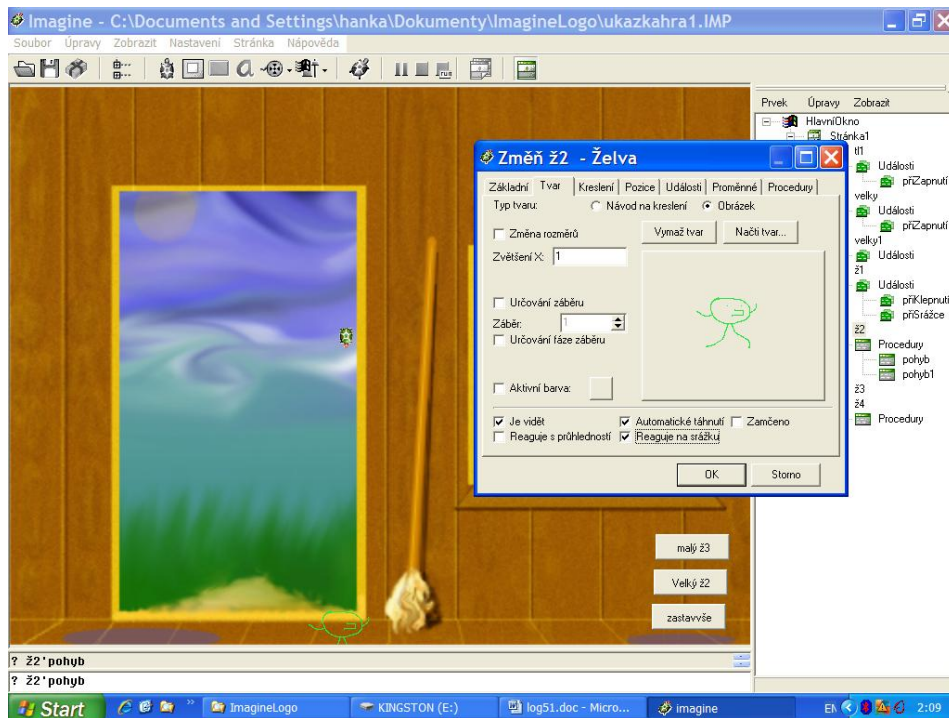 Imagine - C:\Documents and Settings\hanka\Dokumenty\ImagineLogo\ukazkahra1.IMP
Soubor Úpravy Zobrazit Nastavení Stránka Nápověda
Prvek Úpravy Zobrazit
HlavníOkno
Stránka1
tl1
Události
přiZapnutí
velky
Události
přiZapnutí
velky1
Události
ž1
Události
přiKlepnutí
přiSrážce
ž2
Procedury
pohyb
pohyb1
ž3
ž4
Procedury
Změň ž2 - Želva
Základní Tvar Kreslení Pozice Události Proměnné Procedury
Typ tvaru: Návod na kreslení Obrázek
Změna rozměrů Vymaž tvar Načti tvar...
Zvětšení X: 1
Určování záběru
Záběr: 1
Určování fáze záběru
Aktivní barva:
Je vidět Automatické táhnutí Zamčeno
Reaguje s průhledností Reaguje na srážku
OK Storno
malý ž3
Velký ž2
zastavvše
? ž2'pohyb
? ž2'pohyb
Start ImagineLogo KINGSTON (E:) log51.doc - Micro... imagine EN 2:09